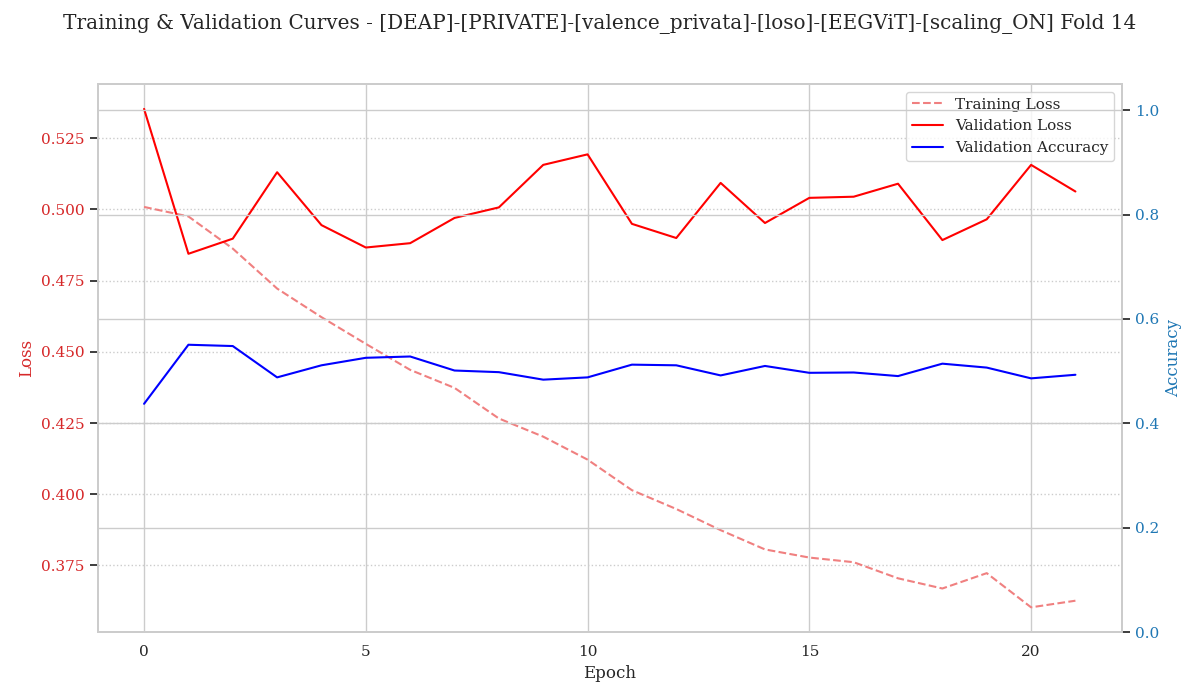 Training & Validation Curves - [DEAP]-[PRIVATE]-[valence_privata]-[loso]-[EEGViT]-[scaling_ON] Fold 14
Training Loss
Validation Loss
Validation Accuracy
Loss
0.525
0.500
0.475
0.450
0.425
0.400
0.375
1.0
0.8
0.6
0.4
0.2
0.0
Accuracy
0
5
10
15
20
Epoch